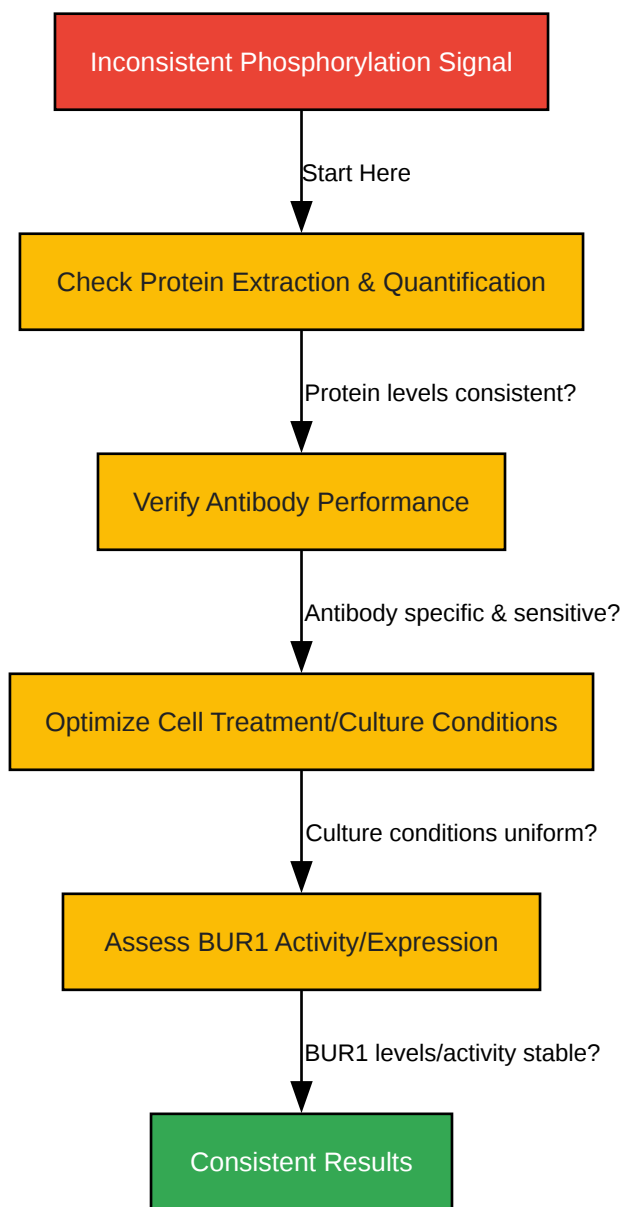 Inconsistent Phosphorylation Signal
Start Here
Check Protein Extraction & Quantification
Protein levels consistent?
Verify Antibody Performance
Antibody specific & sensitive?
Optimize Cell Treatment/Culture Conditions
Culture conditions uniform?
Assess BUR1 Activity/Expression
BUR1 levels/activity stable?
Consistent Results